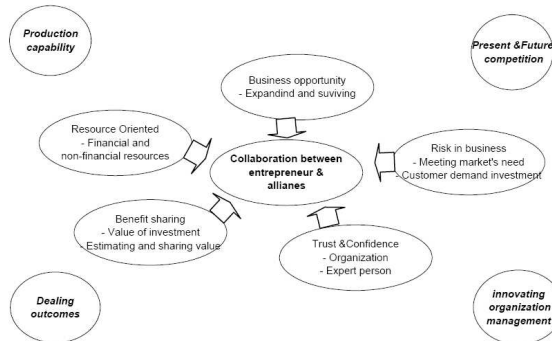 Production
capability
Present &Future
competition
Business opportunity
- Expandind and suviving
Resource Oriented
- Financial and
non-financial resources
Collaboration between
entrepreneur &
allianes
Risk in business
- Meeting market's need
- Customer demand investment
Benefit sharing
- Value of investment
- Estimating and sharing value
Trust &Confidence
- Organization
- Expert person
Dealing
outcomes
innovating
organization
management